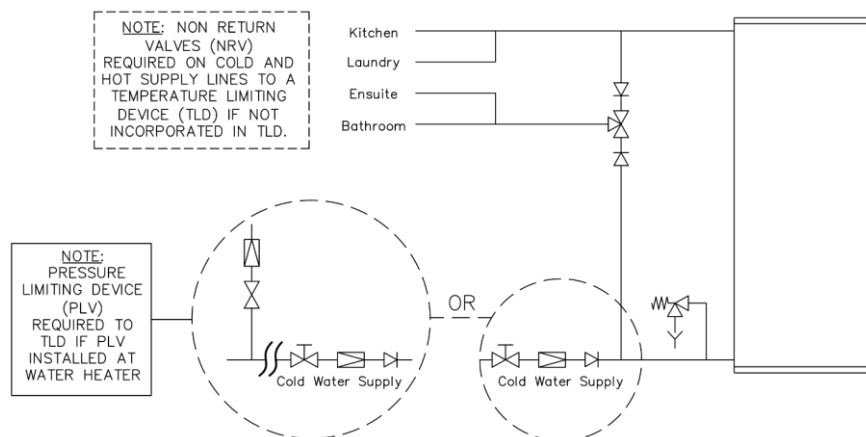 NOTE: NON RETURN
VALVES (NRV)
REQUIRED ON COLD AND
HOT SUPPLY LINES TO A
TEMPERATURE LIMITING
DEVICE (TLD) IF NOT
INCORPORATED IN TLD.
Kitchen
Laundry
Ensuite
Bathroom
NOTE:
PRESSURE
LIMITING DEVICE
(PLV)
REQUIRED TO
TLD IF PLV
INSTALLED AT
WATER HEATER
OR
Cold Water Supply
Cold Water Supply